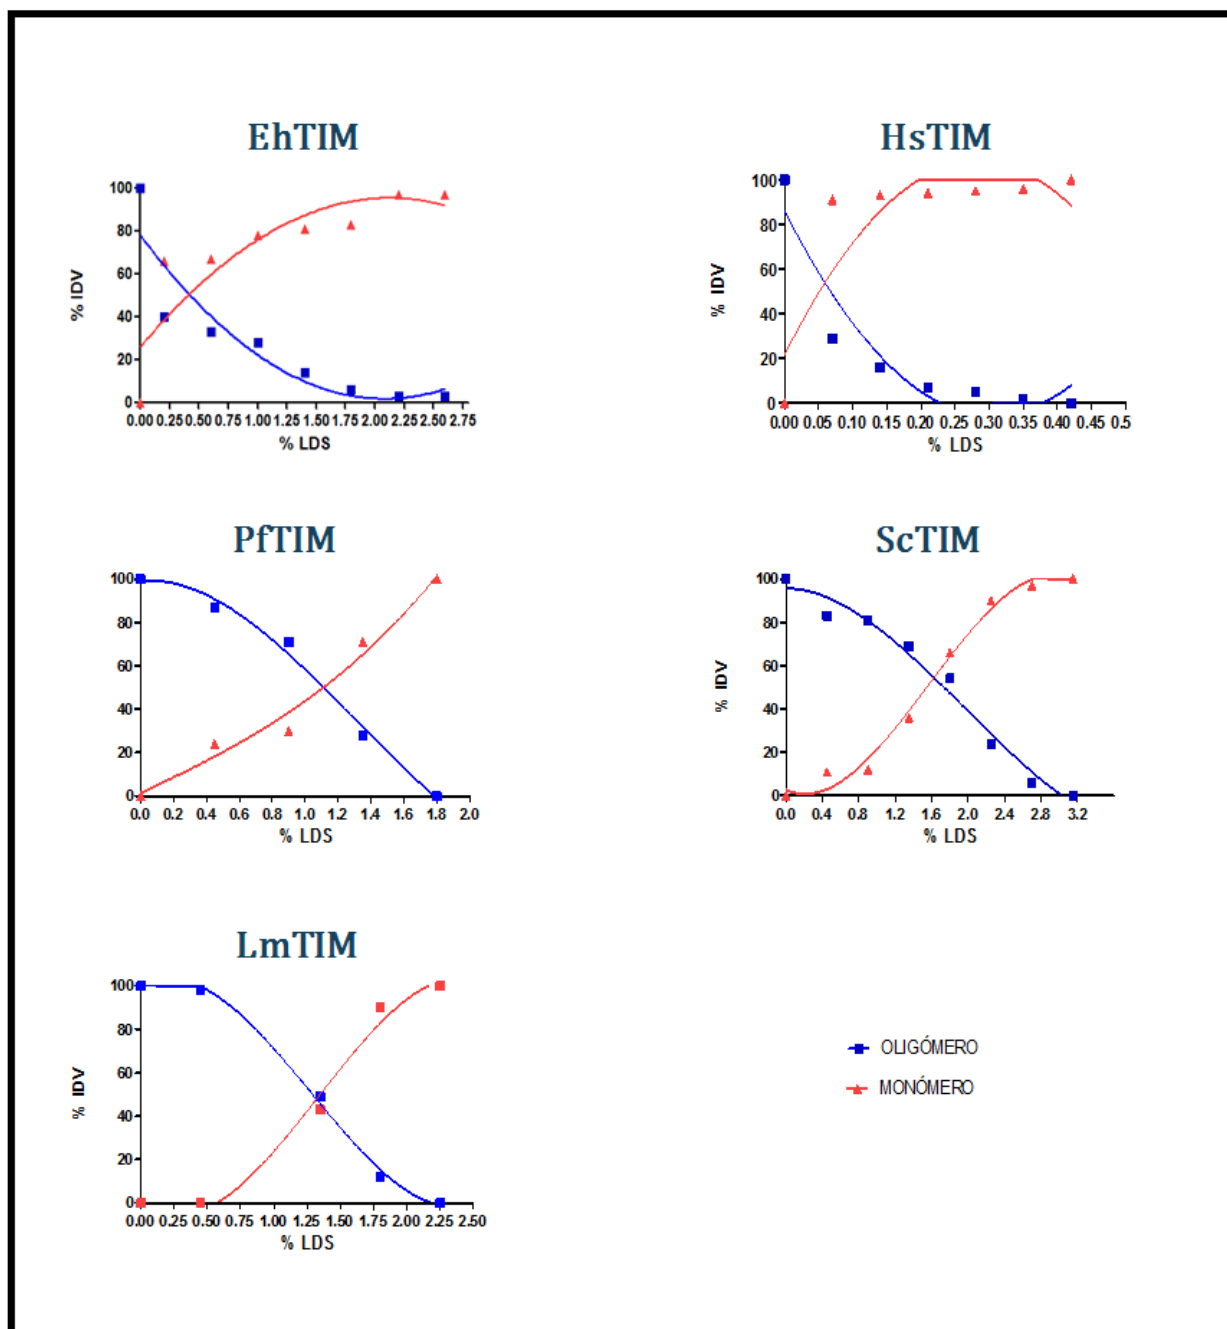 EhTIM
100
80
60
40
20
0
% IDV
0.00 0.25 0.50 0.75 1.00 1.25 1.50 1.75 2.00 2.25 2.50 2.75
% LDS
HsTIM
100
80
60
40
20
0
% IDV
0.00 0.05 0.10 0.15 0.20 0.25 0.30 0.35 0.40 0.45 0.5
% LDS
PfTIM
100
80
60
40
20
0
% IDV
0.0 0.2 0.4 0.6 0.8 1.0 1.2 1.4 1.6 1.8 2.0
% LDS
ScTIM
100
80
60
40
20
0
% IDV
0.0 0.4 0.8 1.2 1.6 2.0 2.4 2.8 3.2
% LDS
LmTIM
100
80
60
40
20
0
% IDV
0.00 0.25 0.50 0.75 1.00 1.25 1.50 1.75 2.00 2.25 2.50
% LDS
OLIGÓMERO
MONÓMERO